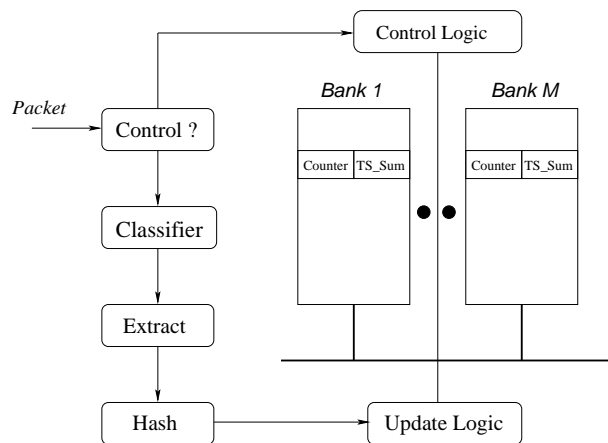 Control Logic
Bank 1
Bank M
Packet
Control ?
Counter
TS_Sum
Counter
TS_Sum
Classifier
Extract
Hash
Update Logic